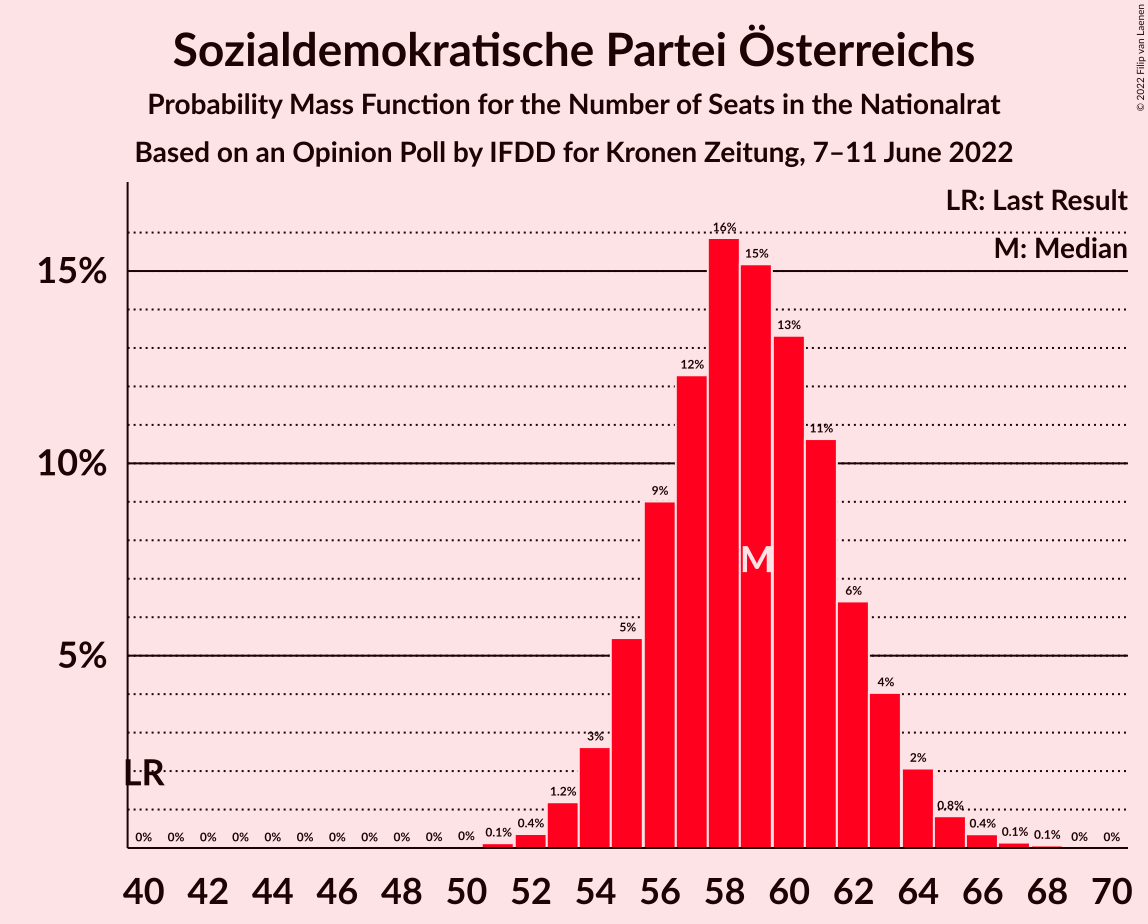 Sozialdemokratische Partei Österreichs
Probability Mass Function for the Number of Seats in the Nationalrat
Based on an Opinion Poll by IFDD for Kronen Zeitung, 7–11 June 2022
© 2022 Filip van Laenen
LR: Last Result
M: Median
15%
10%
5%
LR
M
0% 0% 0% 0% 0% 0% 0% 0% 0% 0% 0% 0.1% 0.4% 1.2% 3% 5% 9% 12% 16% 15% 13% 11% 6% 4% 2% 0.8% 0.4% 0.1% 0.1% 0% 0%
40 42 44 46 48 50 52 54 56 58 60 62 64 66 68 70